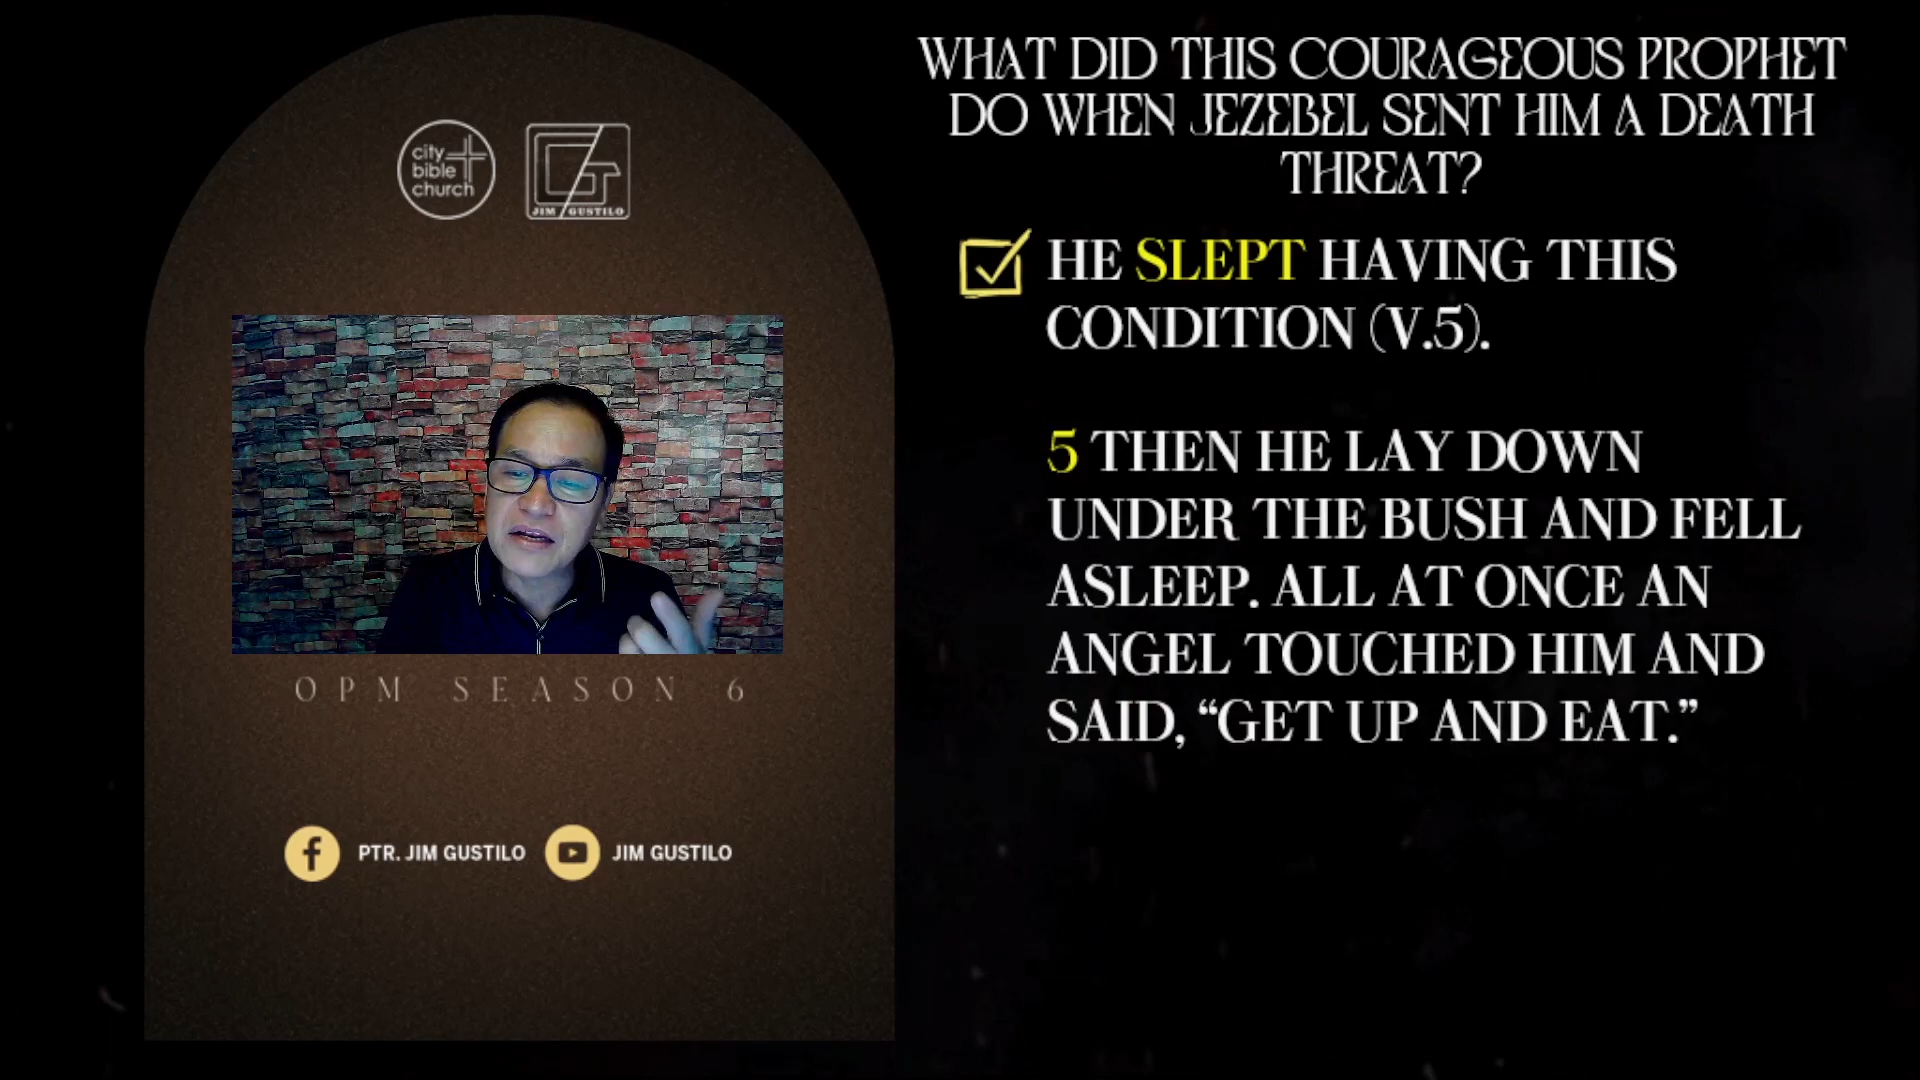 city
bible
church
JIM GUSTILO
OPM SEASON 6
PTR. JIM GUSTILO
JIM GUSTILO
WHAT DID THIS COURAGEOUS PROPHET
DO WHEN JEZEBEL SENT HIM A DEATH
THREAT?
HE SLEPT HAVING THIS
CONDITION (V.5).
5 THEN HE LAY DOWN
UNDER THE BUSH AND FELL
ASLEEP. ALL AT ONCE AN
ANGEL TOUCHED HIM AND
SAID, “GET UP AND EAT.”